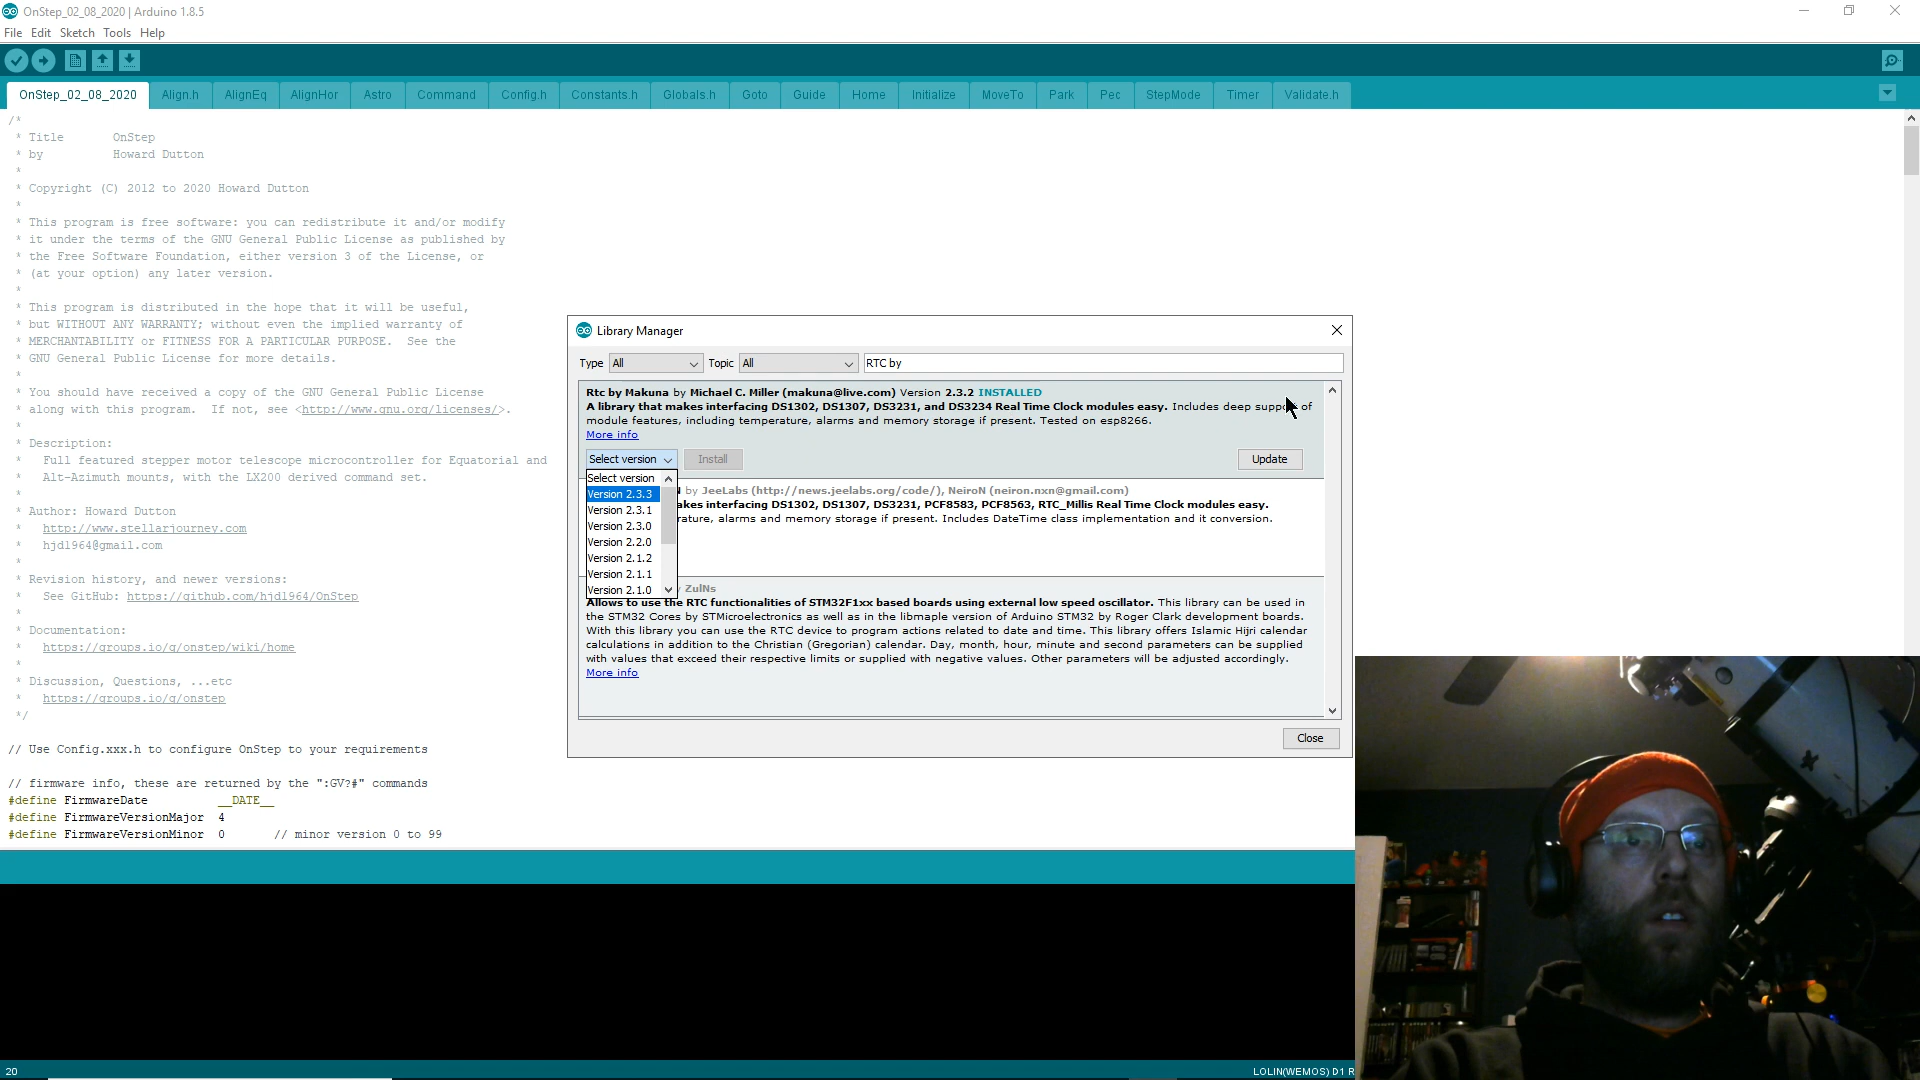 OnStep_02_08_2020 | Arduino 1.8.5
File Edit Sketch Tools Help
OnStep_02_08_2020 Align.h AlignEq AlignHor Astro Command Config.h Constants.h Globals.h Goto Guide Home Initialize MoveTo Park Pec StepMode Timer Validate.h
/*
* Title OnStep
* by Howard Dutton
*
* Copyright (C) 2012 to 2020 Howard Dutton
*
* This program is free software: you can redistribute it and/or modify
* it under the terms of the GNU General Public License as published by
* the Free Software Foundation, either version 3 of the License, or
* (at your option) any later version.
*
* This program is distributed in the hope that it will be useful,
* but WITHOUT ANY WARRANTY; without even the implied warranty of
* MERCHANTABILITY or FITNESS FOR A PARTICULAR PURPOSE. See the
* GNU General Public License for more details.
*
* You should have received a copy of the GNU General Public License
* along with this program. If not, see <http://www.gnu.org/licenses/>.
*
* Description:
* Full featured stepper motor telescope microcontroller for Equatorial and
* Alt-Azimuth mounts, with the LX200 derived command set.
*
* Author: Howard Dutton
* http://www.stellarjourney.com
* hjd1964@gmail.com
*
* Revision history, and newer versions:
* See GitHub: https://github.com/hjd1964/OnStep
*
* Documentation:
* https://groups.io/g/onstep/wiki/home
*
* Discussion, Questions, ...etc
* https://groups.io/g/onstep
*/
// Use Config.xxx.h to configure OnStep to your requirements
// firmware info, these are returned by the ":GV?#" commands
#define FirmwareDate __DATE__
#define FirmwareVersionMajor 4
#define FirmwareVersionMinor 0 // minor version 0 to 99
Library Manager
Type All Topic All RTC by
Rtc by Makuna by Michael C. Miller (makuna@live.com) Version 2.3.2 INSTALLED
A library that makes interfacing DS1302, DS1307, DS3231, and DS3234 Real Time Clock modules easy. Includes deep support of
module features, including temperature, alarms and memory storage if present. Tested on esp8266.
More info
Select version Install Update
Select version
Version 2.3.3
Version 2.3.1
Version 2.3.0
Version 2.2.0
Version 2.1.2
Version 2.1.1
Version 2.1.0
N by JeeLabs (http://news.jeelabs.org/code/), NeiroN (neiron.nxn@gmail.com)
akes interfacing DS1302, DS1307, DS3231, PCF8583, PCF8563, RTC_Millis Real Time Clock modules easy.
rature, alarms and memory storage if present. Includes DateTime class implementation and it conversion.
ZulNs
Allows to use the RTC functionalities of STM32F1xx based boards using external low speed oscillator. This library can be used in
the STM32 Cores by STMicroelectronics as well as in the libmaple version of Arduino STM32 by Roger Clark development boards.
With this library you can use the RTC device to program actions related to date and time. This library offers Islamic Hijri calendar
calculations in addition to the Christian (Gregorian) calendar. Day, month, hour, minute and second parameters can be supplied
with values that exceed their respective limits or supplied with negative values. Other parameters will be adjusted accordingly.
More info
Close
20
LOLIN(WEMOS) D1 R